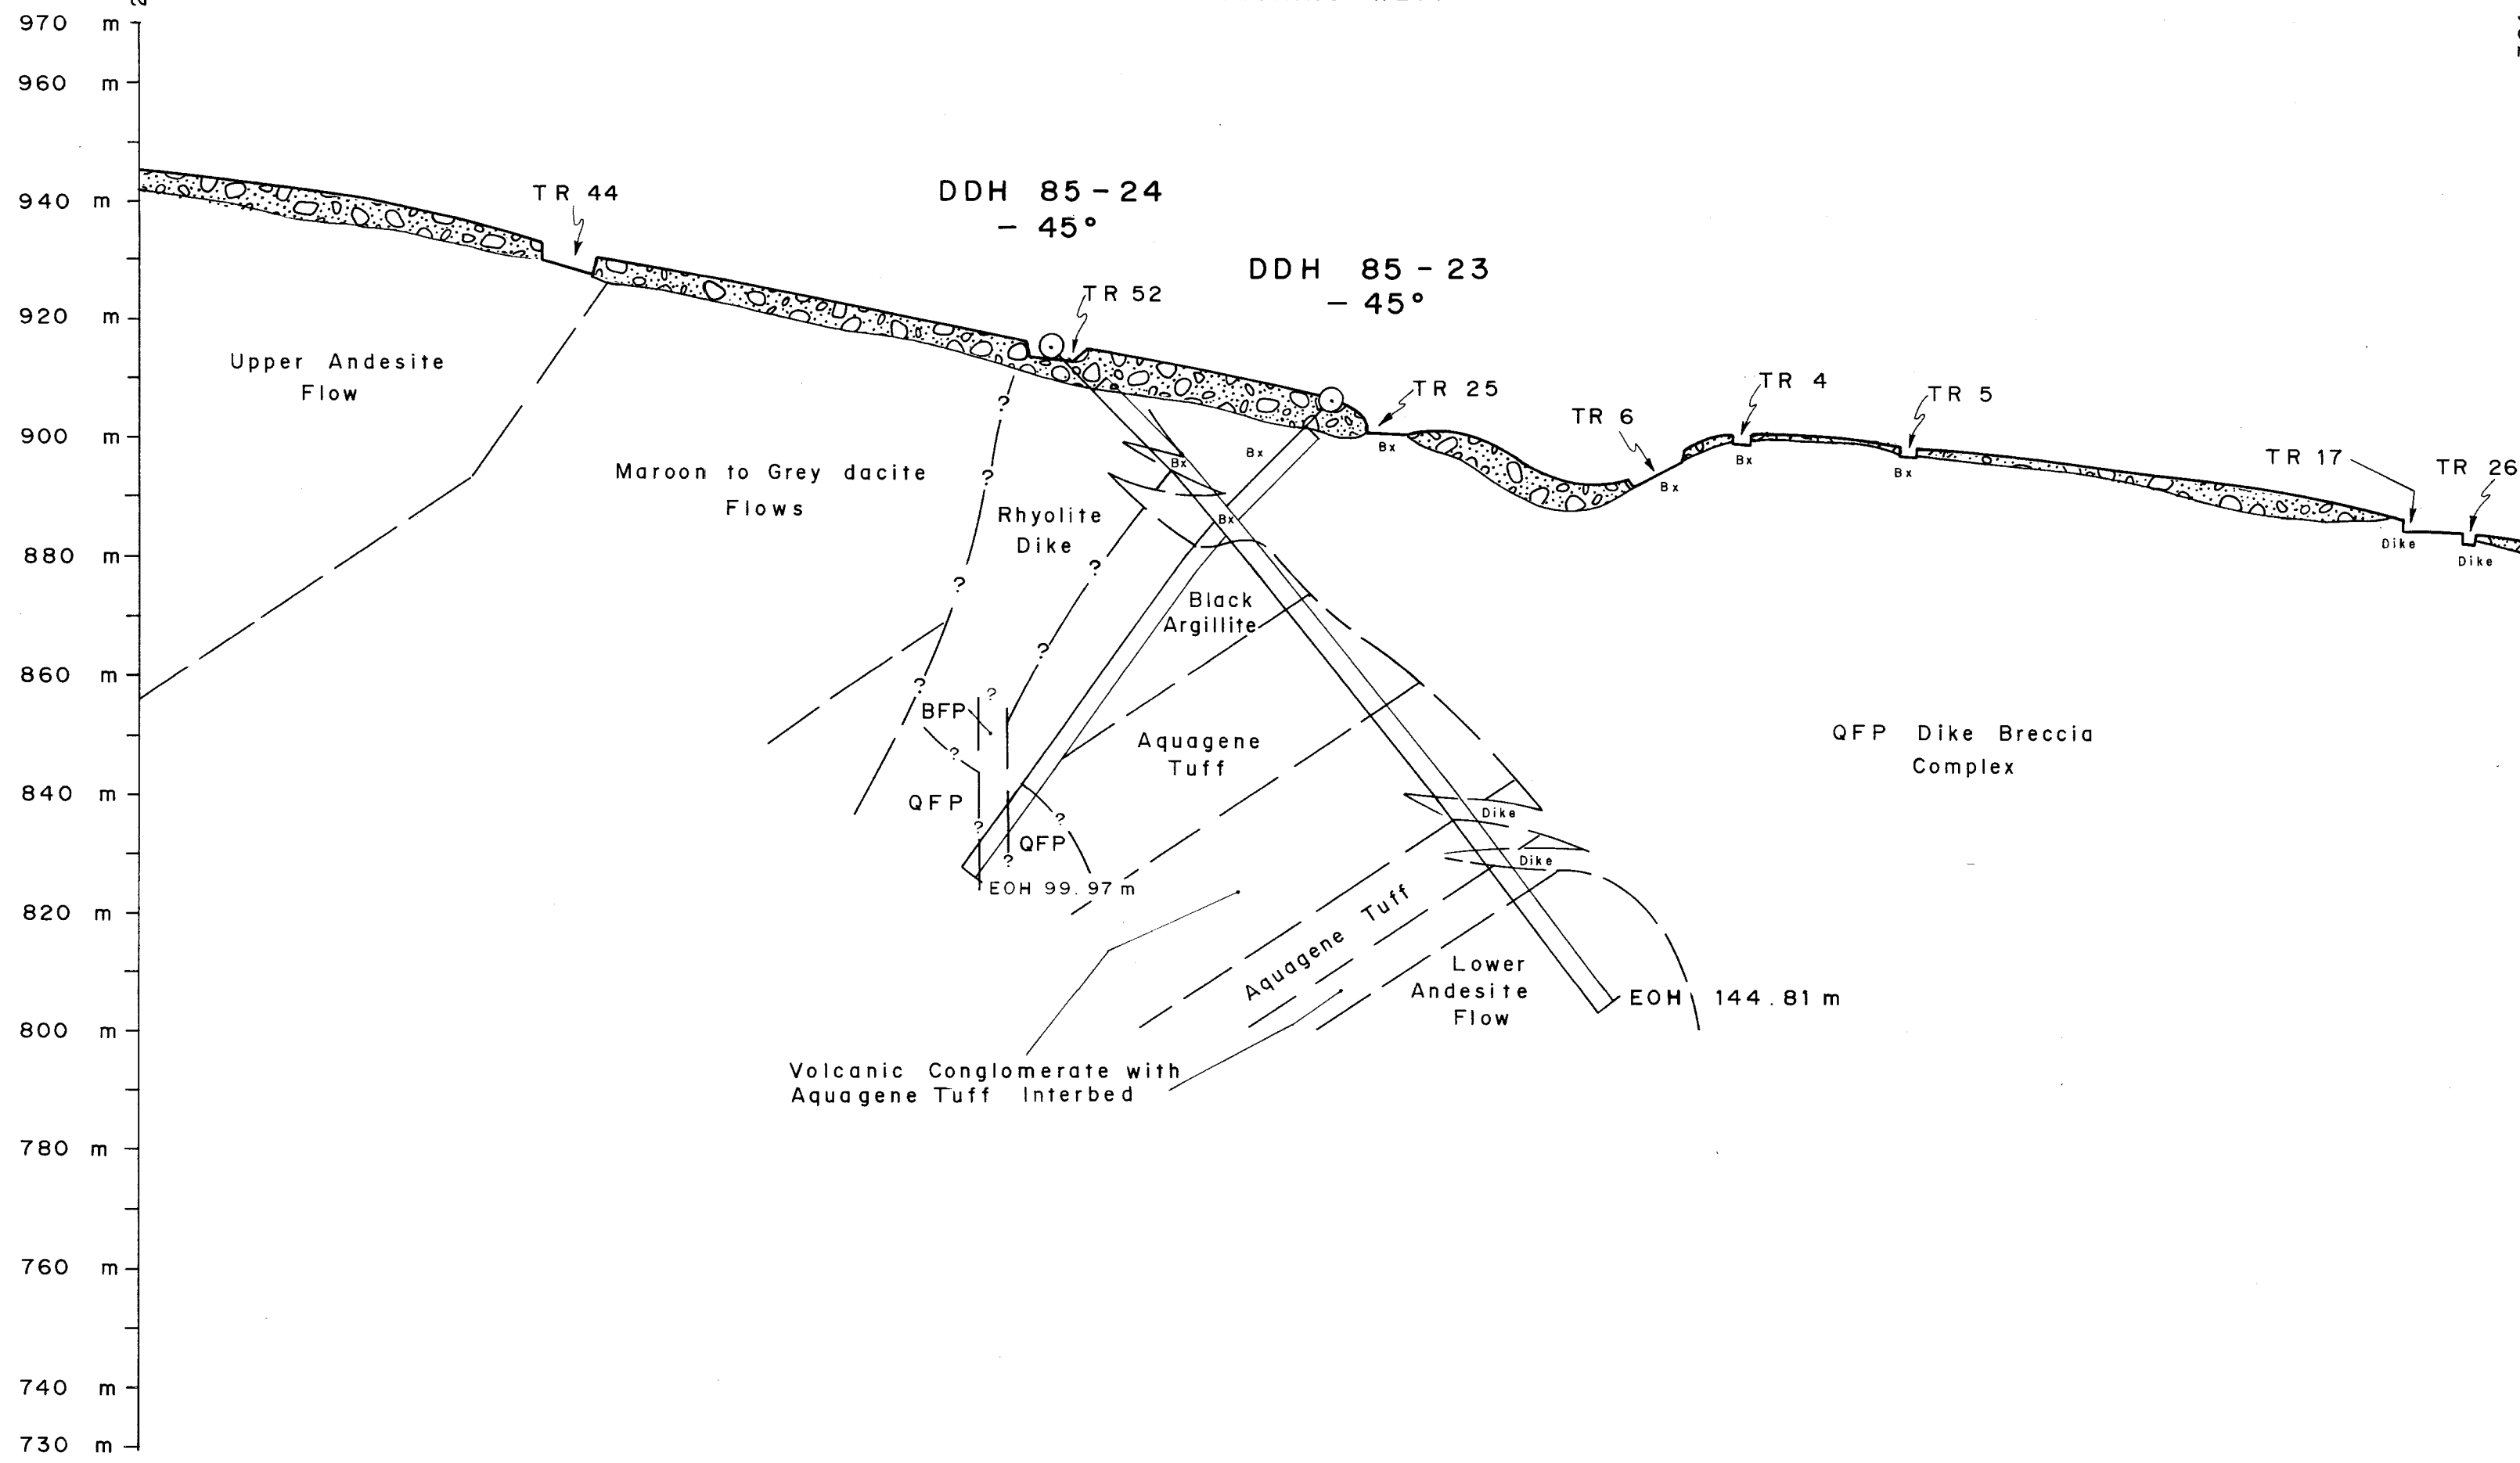 970 m
960 m
940 m
920 m
900 m
880 m
860 m
840 m
820 m
800 m
780 m
760 m
740 m
730 m
TR 44
DDH 85-24
- 45°
DDH 85-23
- 45°
TR 52
TR 25
TR 6
TR 4
TR 5
TR 17
TR 26
Upper Andesite
Flow
Maroon to Grey dacite
Flows
?
?
?
?
Rhyolite
Dike
?
?
Bx
Bx
Bx
Bx
Bx
Bx
Bx
Dike
Dike
Black
Argillite
BFP
?
?
QFP
?
?
QFP
?
EOH 99.97 m
Aquagene
Tuff
QFP Dike Breccia
Complex
Dike
Dike
Aquagene Tuff
Lower
Andesite
Flow
EOH 144.81 m
Volcanic Conglomerate with
Aquagene Tuff Interbed